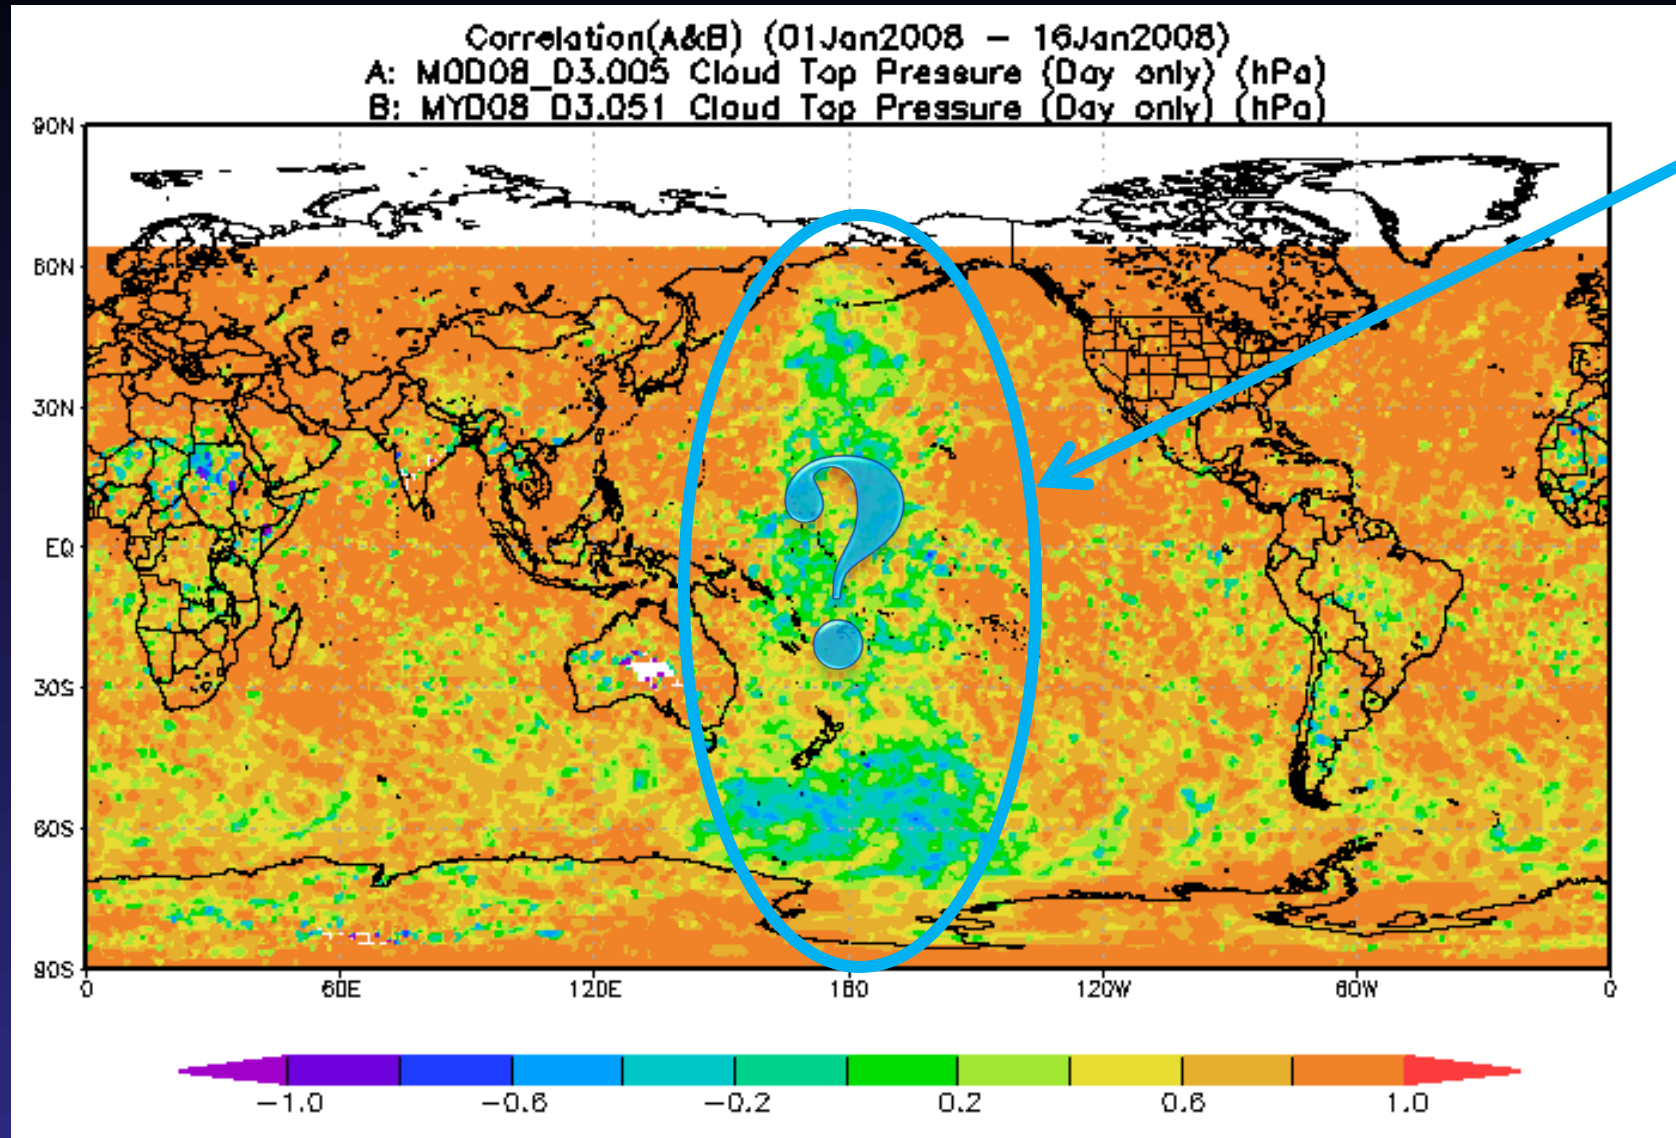 Correlation(A&B) (01Jan2008 – 16Jan2008)
A: MOD08_D3.005 Cloud Top Pressure (Day only) (hPa)
B: MYD08_D3.051 Cloud Top Pressure (Day only) (hPa)
90N
60N
30N
EQ
30S
60S
90S
0 60E 120E 180 120W 60W 0
?
−1.0 −0.6 −0.2 0.2 0.6 1.0